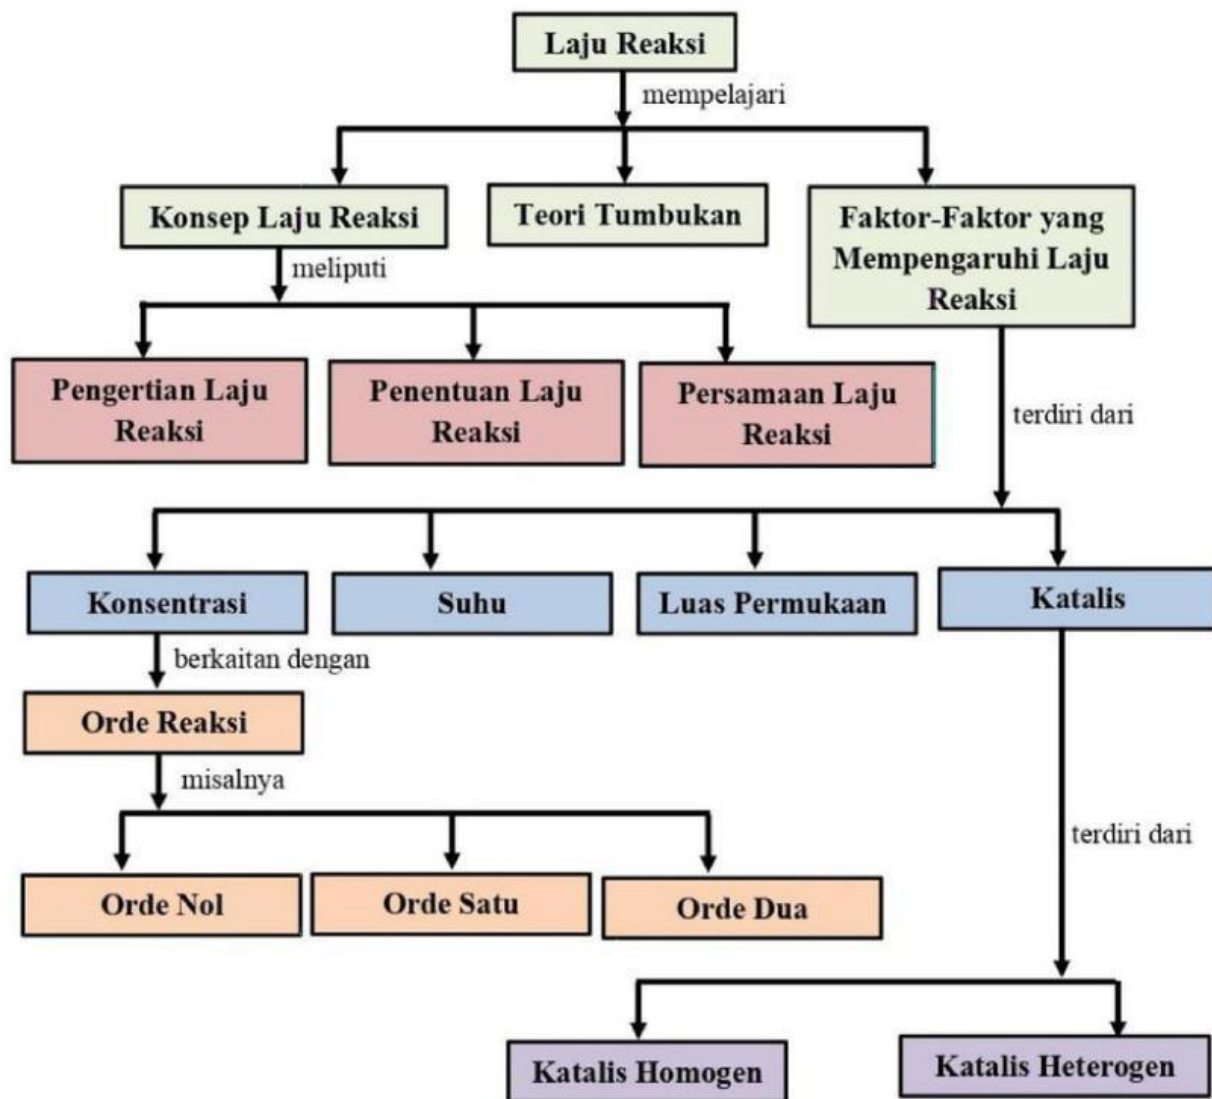 Laju Reaksi
mempelajari
Konsep Laju Reaksi
Teori Tumbukan
Faktor-Faktor yang
Mempengaruhi Laju
Reaksi
meliputi
Pengertian Laju
Reaksi
Penentuan Laju
Reaksi
Persamaan Laju
Reaksi
terdiri dari
Konsentrasi
Suhu
Luas Permukaan
Katalis
berkaitan dengan
Orde Reaksi
misalnya
Orde Nol
Orde Satu
Orde Dua
terdiri dari
Katalis Homogen
Katalis Heterogen